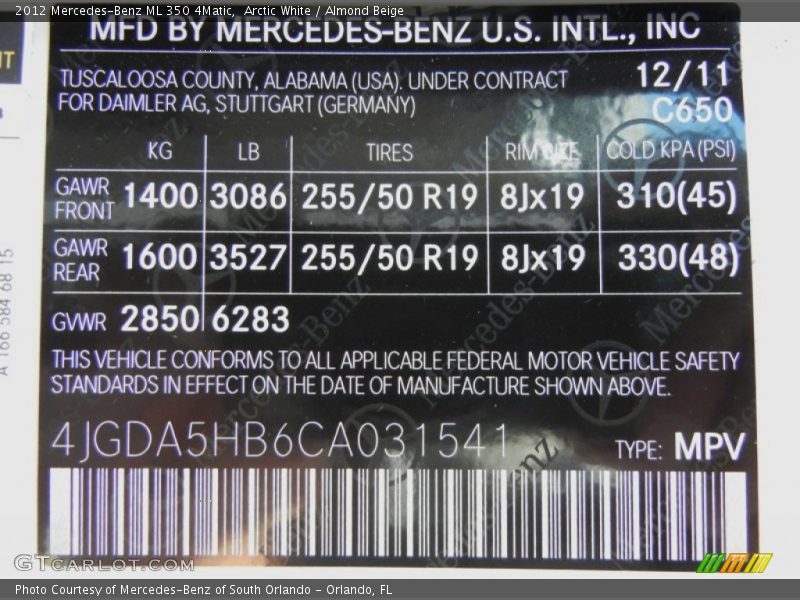 2012 Mercedes-Benz ML 350 4Matic,  Arctic White / Almond Beige
MFD BY MERCEDES-BENZ U.S. INTL., INC
TUSCALOOSA COUNTY, ALABAMA (USA). UNDER CONTRACT 12/11
FOR DAIMLER AG, STUTTGART (GERMANY) C650
KG LB TIRES RIM SIZE COLD KPA (PSI)
GAWR FRONT 1400 3086 255/50 R19 8Jx19 310(45)
GAWR REAR 1600 3527 255/50 R19 8Jx19 330(48)
GVWR 2850 6283
THIS VEHICLE CONFORMS TO ALL APPLICABLE FEDERAL MOTOR VEHICLE SAFETY
STANDARDS IN EFFECT ON THE DATE OF MANUFACTURE SHOWN ABOVE.
4JGDA5HB6CA031541 TYPE: MPV
A 166 584 68 15
GTCARLOT.COM
Photo Courtesy of Mercedes-Benz of South Orlando - Orlando, FL